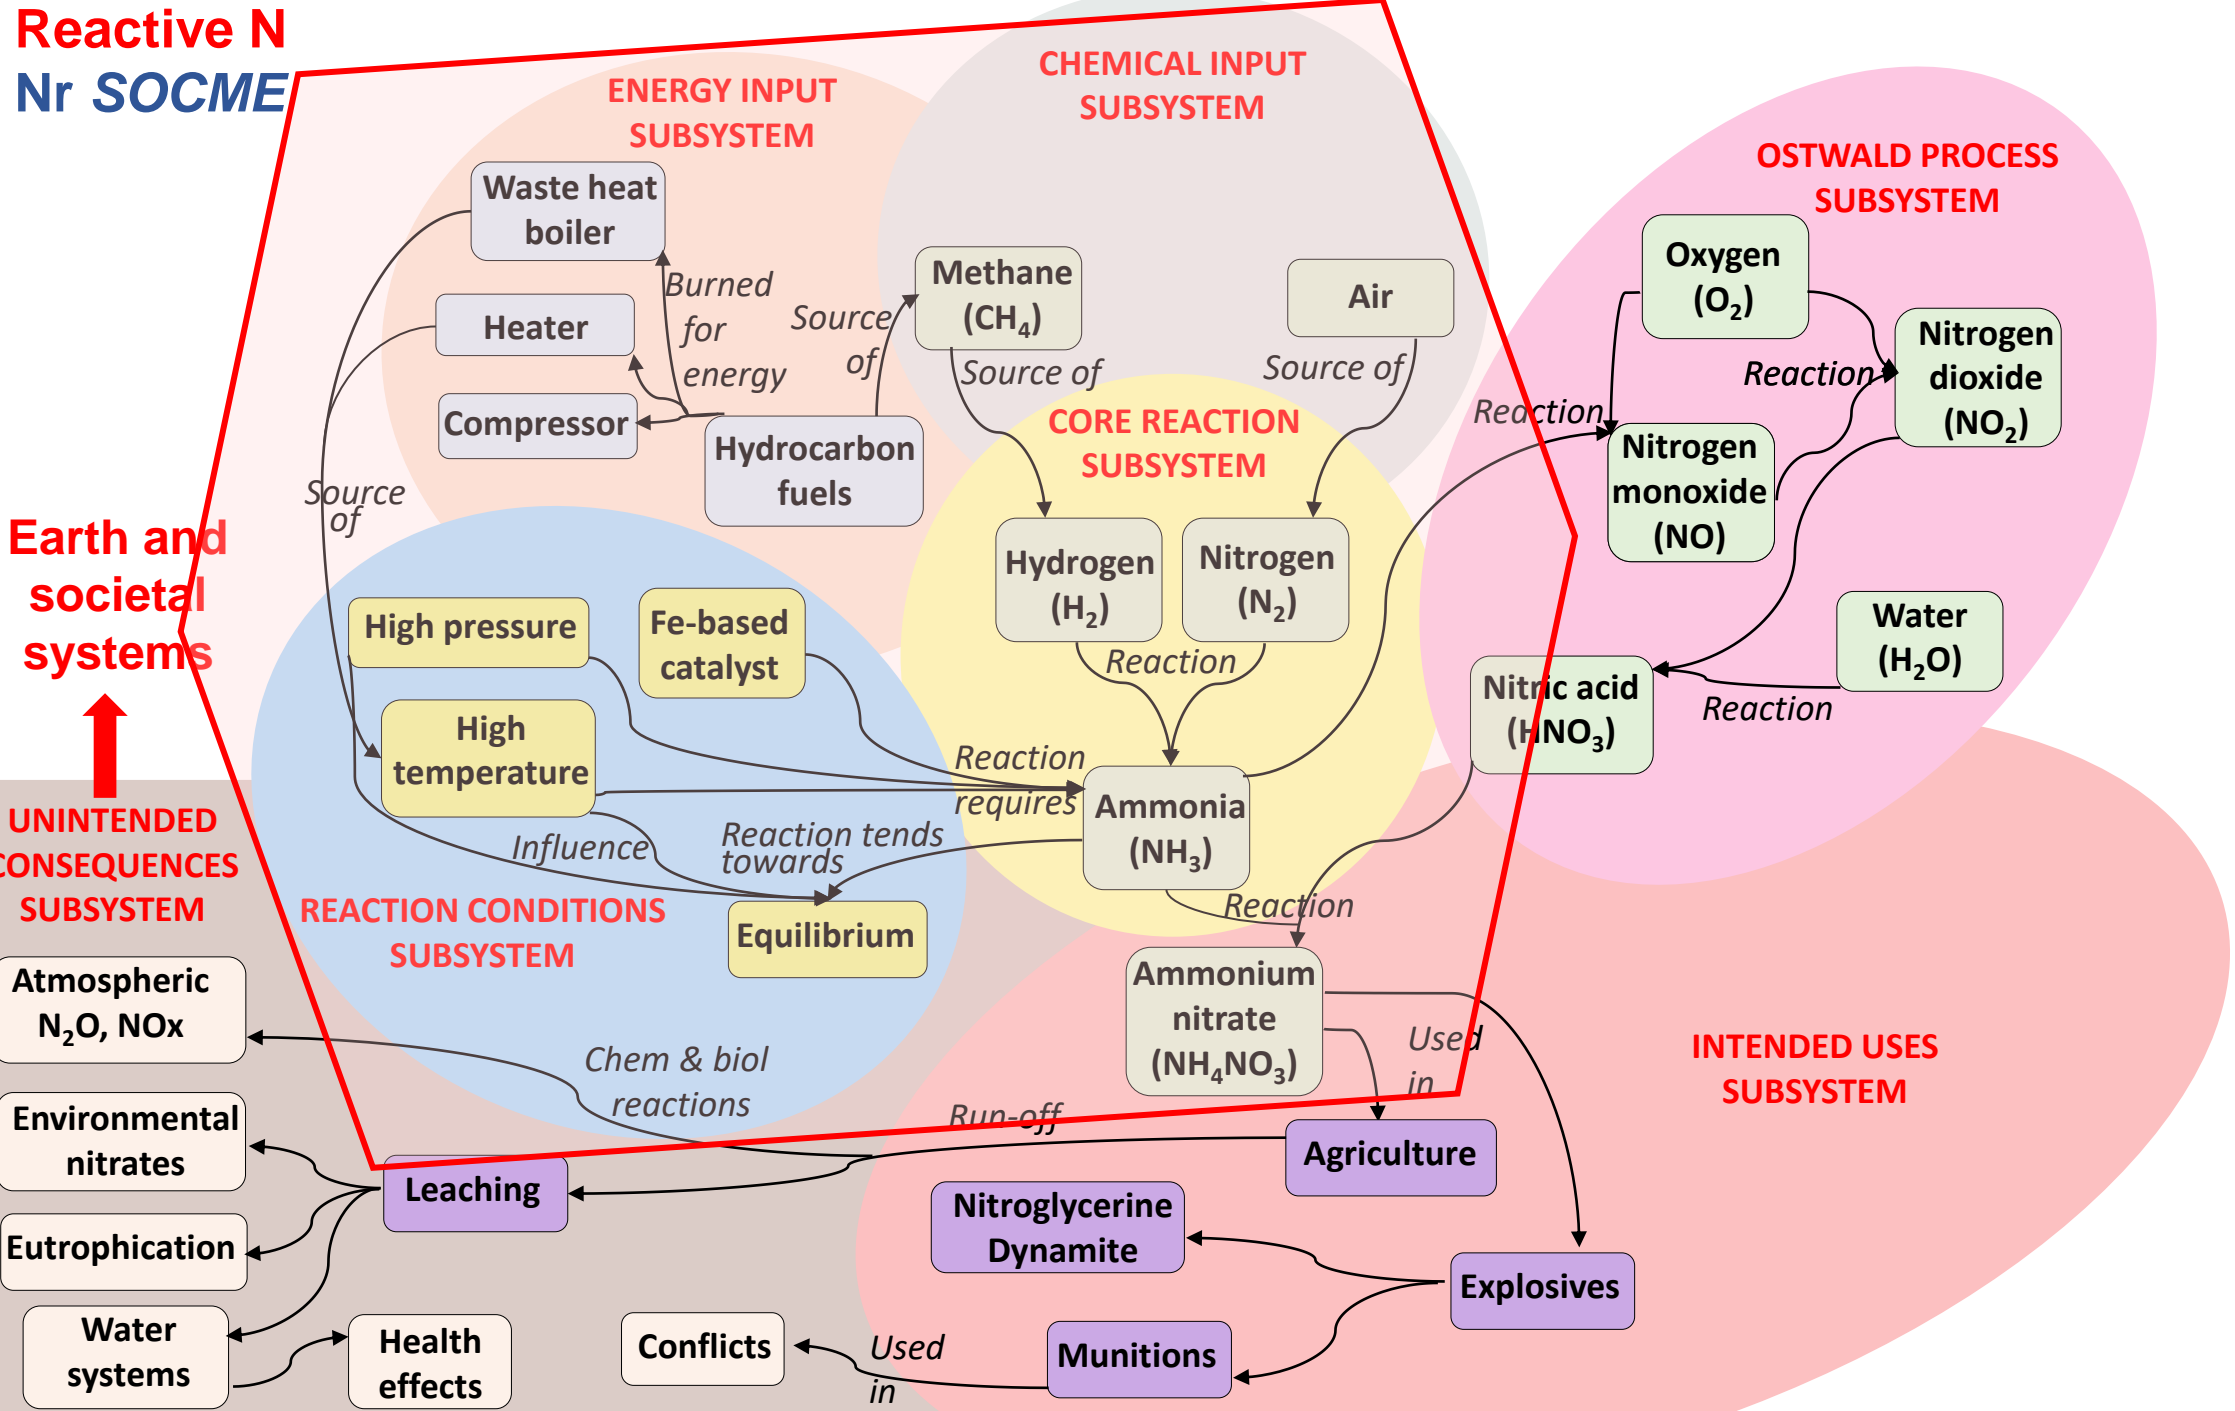 Reactive N
Nr SOCME
ENERGY INPUT
SUBSYSTEM
CHEMICAL INPUT
SUBSYSTEM
OSTWALD PROCESS
SUBSYSTEM
Waste heat
boiler
Heater
Compressor
Burned
for
energy
Hydrocarbon
fuels
Source
of
Methane
(CH₄)
Source of
Air
Source of
Oxygen
(O₂)
Nitrogen
dioxide
(NO₂)
Reaction
Reaction
Nitrogen
monoxide
(NO)
Water
(H₂O)
Nitric acid
(HNO₃)
Reaction
CORE REACTION
SUBSYSTEM
Hydrogen
(H₂)
Nitrogen
(N₂)
Reaction
Source
of
Earth and
societal
systems
High pressure
Fe-based
catalyst
High
temperature
Reaction
requires
Ammonia
(NH₃)
Influence
Reaction tends
towards
Equilibrium
REACTION CONDITIONS
SUBSYSTEM
Reaction
Ammonium
nitrate
(NH₄NO₃)
Used
in
INTENDED USES
SUBSYSTEM
UNINTENDED
CONSEQUENCES
SUBSYSTEM
Atmospheric
N₂O, NOx
Chem & biol
reactions
Run-off
Environmental
nitrates
Leaching
Agriculture
Eutrophication
Nitroglycerine
Dynamite
Explosives
Water
systems
Health
effects
Conflicts
Used
in
Munitions